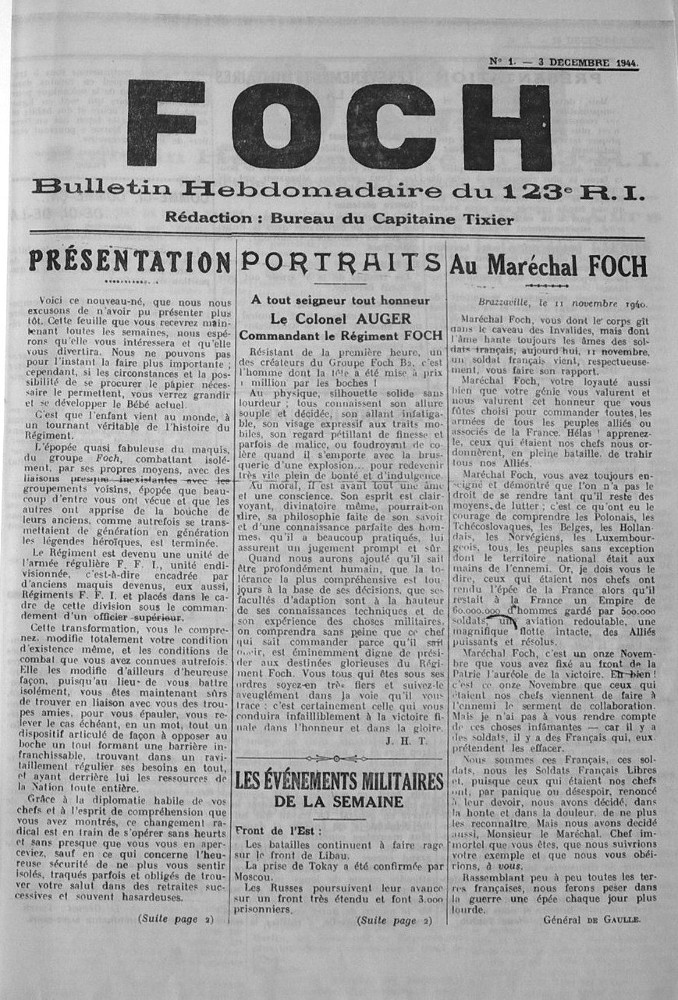 N° 1. — 3 DECEMBRE 1944.
FOCH
Bulletin Hebdomadaire du 123e R.I.
Rédaction : Bureau du Capitaine Tixier
PRÉSENTATION
Voici ce nouveau-né, que nous nous
excusons de n'avoir pu présenter plus
tôt. Cette feuille que vous recevrez main-
tenant toutes les semaines, nous espé-
rons qu'elle vous intéressera et qu'elle
vous divertira. Nous ne pouvons pas
pour l'instant la faire plus importante ;
cependant, si les circonstances et la pos-
sibilité de se procurer le papier néces-
saire le permettent, vous verrez grandir
et se développer le Bébé actuel.
C'est que l'enfant vient au monde, à
un tournant véritable de l'histoire du
Régiment.
L'épopée quasi fabuleuse du maquis,
du groupe Foch, combattant isolé-
ment, par ses propres moyens, avec des
liaisons presque inexistantes avec les
groupements voisins, épopée que beau-
coup d'entre vous ont vécue et que les
autres ont apprise de la bouche de
leurs anciens, comme autrefois se trans-
mettaient de génération en génération
les légendes héroïques, est terminée.
Le Régiment est devenu une unité de
l'armée régulière F. F. I., unité endi-
visionnée, c'est-à-dire encadrée par
d'anciens maquis devenus, eux aussi,
Régiments F. F. I. et placés dans le ca-
dre de cette division sous le comman-
dement d'un officier supérieur.
Cette transformation, vous le compre-
nez, modifie totalement votre condition
d'existence même, et les conditions de
combat que vous avez connues autrefois.
Elle les modifie d'ailleurs d'heureuse
façon, puisqu'au lieu- de vous battre
isolément, vous êtes maintenant sûrs
de trouver en liaison avec vous des trou-
pes amies, pour vous épauler, vous re-
lever le cas échéant, en un mot, tout un
dispositif articulé de façon à opposer au
boche un tout formant une barrière in-
franchissable, trouvant dans un ravi-
taillement régulier ses besoins en tout,
et ayant derrière lui les ressources de
la Nation toute entière.
Grâce à la diplomatie habile de vos
chefs et à l'esprit de compréhension que
vous avez montrés, ce changement ra-
dical est en train de s'opérer sans heurts
et sans presque que vous vous en aper-
ceviez, sauf en ce qui concerne l'heu-
reuse sécurité de ne plus vous sentir
isolés, traqués parfois et obligés de trou-
ver votre salut dans des retraites suc-
cessives et souvent hasardeuses.
(Suite page 2)
PORTRAITS
A tout seigneur tout honneur
Le Colonel AUGER
Commandant le Régiment FOCH
Résistant de la première heure, un
des créateurs du Groupe Foch B2, c'est
l'homme dont la tête a été mise à prix
1 million par les boches !
Au physique, silhouette solide sans
lourdeur ; tous connaissent son allure
souple et décidée, son allant infatiga-
ble, son visage expressif aux traits mo-
biles, son regard pétillant de finesse et
parfois de malice, ou foudroyant de co-
lère quand il s'emporte avec la brus-
querie d'une explosion... pour redevenir
très vite plein de bonté et d'indulgence.
Au moral, il est avant tout une âme
et une conscience. Son esprit est clair-
voyant, divinatoire même, pourrait-on
dire, sa philosophie faite de son savoir
et d'une connaissance parfaite des hom-
mes, qu'il a beaucoup pratiqués, lui
assurent un jugement prompt et sûr.
Quand nous aurons ajouté qu'il sait
être profondément humain, que la to-
lérance la plus compréhensive est tou-
jours à la base de ses décisions, que ses
facultés d'adaption sont à la hauteur
de ses connaissances techniques et de
son expérience des choses militaires,
on comprendra sans peine que ce chef
qui sait commander parce qu'il sait
obéir, est éminemment digne de prési-
der aux destinées glorieuses du Régi-
ment Foch. Vous tous qui êtes sous ses
ordres soyez-en très fiers et suivez-le
aveuglément dans la voie qu'il vous
trace : c'est certainement celle qui vous
conduira infailliblement à la victoire fi-
nale dans l'honneur et dans la gloire.
J. H. T.
LES ÉVÉNEMENTS MILITAIRES
DE LA SEMAINE
Front de l'Est :
Les batailles continuent à faire rage
sur le front de Libau.
La prise de Tokay a été confirmée par
Moscou.
Les Russes poursuivent leur avance
sur un front très étendu et font 3.000
prisonniers.
(Suite page 2)
Au Maréchal FOCH
Brazzaville, le 11 novembre 1940.
Maréchal Foch, vous dont le corps gît
dans le caveau des Invalides, mais dont
l'âme hante toujours les âmes des sol-
dats français, aujourd'hui, 11 novembre,
un soldat français vient, respectueuse-
ment, vous faire son rapport.
Maréchal Foch, votre loyauté aussi
bien que votre génie vous valurent et
nous valurent cet honneur que vous
fûtes choisi pour commander toutes les
armées de tous les peuples alliés ou
associés de la France. Hélas ! apprenez-
le, ceux qui étaient nos chefs nous or-
donnèrent, en pleine bataille, de trahir
tous nos Alliés.
Maréchal Foch, vous avez toujours en-
seigné et démontré que l'on n'a pas le
droit de se rendre tant qu'il reste des
moyens de lutter ; c'est ce qu'ont eu le
courage de comprendre les Polonais, les
Tchécoslovaques, les Belges, les Hollan-
dais, les Norvégiens, les Luxembour-
geois, tous les peuples sans exception
dont le territoire national était aux
mains de l'ennemi. Or, je dois vous le
dire, ceux qui étaient nos chefs ont
rendu l'épée de la France alors qu'il
restait à la France un Empire de
60.000.000 d'hommes gardé par 500.000
soldats, aviation redoutable, une
magnifique flotte intacte, des Alliés
puissants et résolus.
Maréchal Foch, c'est un onze Novem-
bre que vous avez fixé au front de la
Patrie l'auréole de la victoire. Eh bien !
c'est ce onze Novembre que ceux qui
étaient nos chefs viennent de faire à
l'ennemi le serment de collaboration.
Mais je n'ai pas à vous rendre compte
de ces choses infâmantes — car il y a
des soldats, il y a des Français qui, eux,
prétendent les effacer.
Nous sommes ces Français, ces sol-
dats, nous les Soldats Français Libres
et, puisque ceux qui étaient nos chefs
ont, par panique ou désespoir, renoncé
à leur devoir, nous avons décidé, dans
la honte et dans la douleur, de ne plus
les reconnaître. Mais nous avons décidé
aussi, Monsieur le Maréchal, Chef im-
mortel que vous êtes, que nous suivrions
votre exemple et que nous vous obéi-
rions, à vous.
Rassemblant peu à peu toutes les ter-
res françaises, nous ferons peser dans
la guerre une épée chaque jour plus
lourde.
Général DE GAULLE.